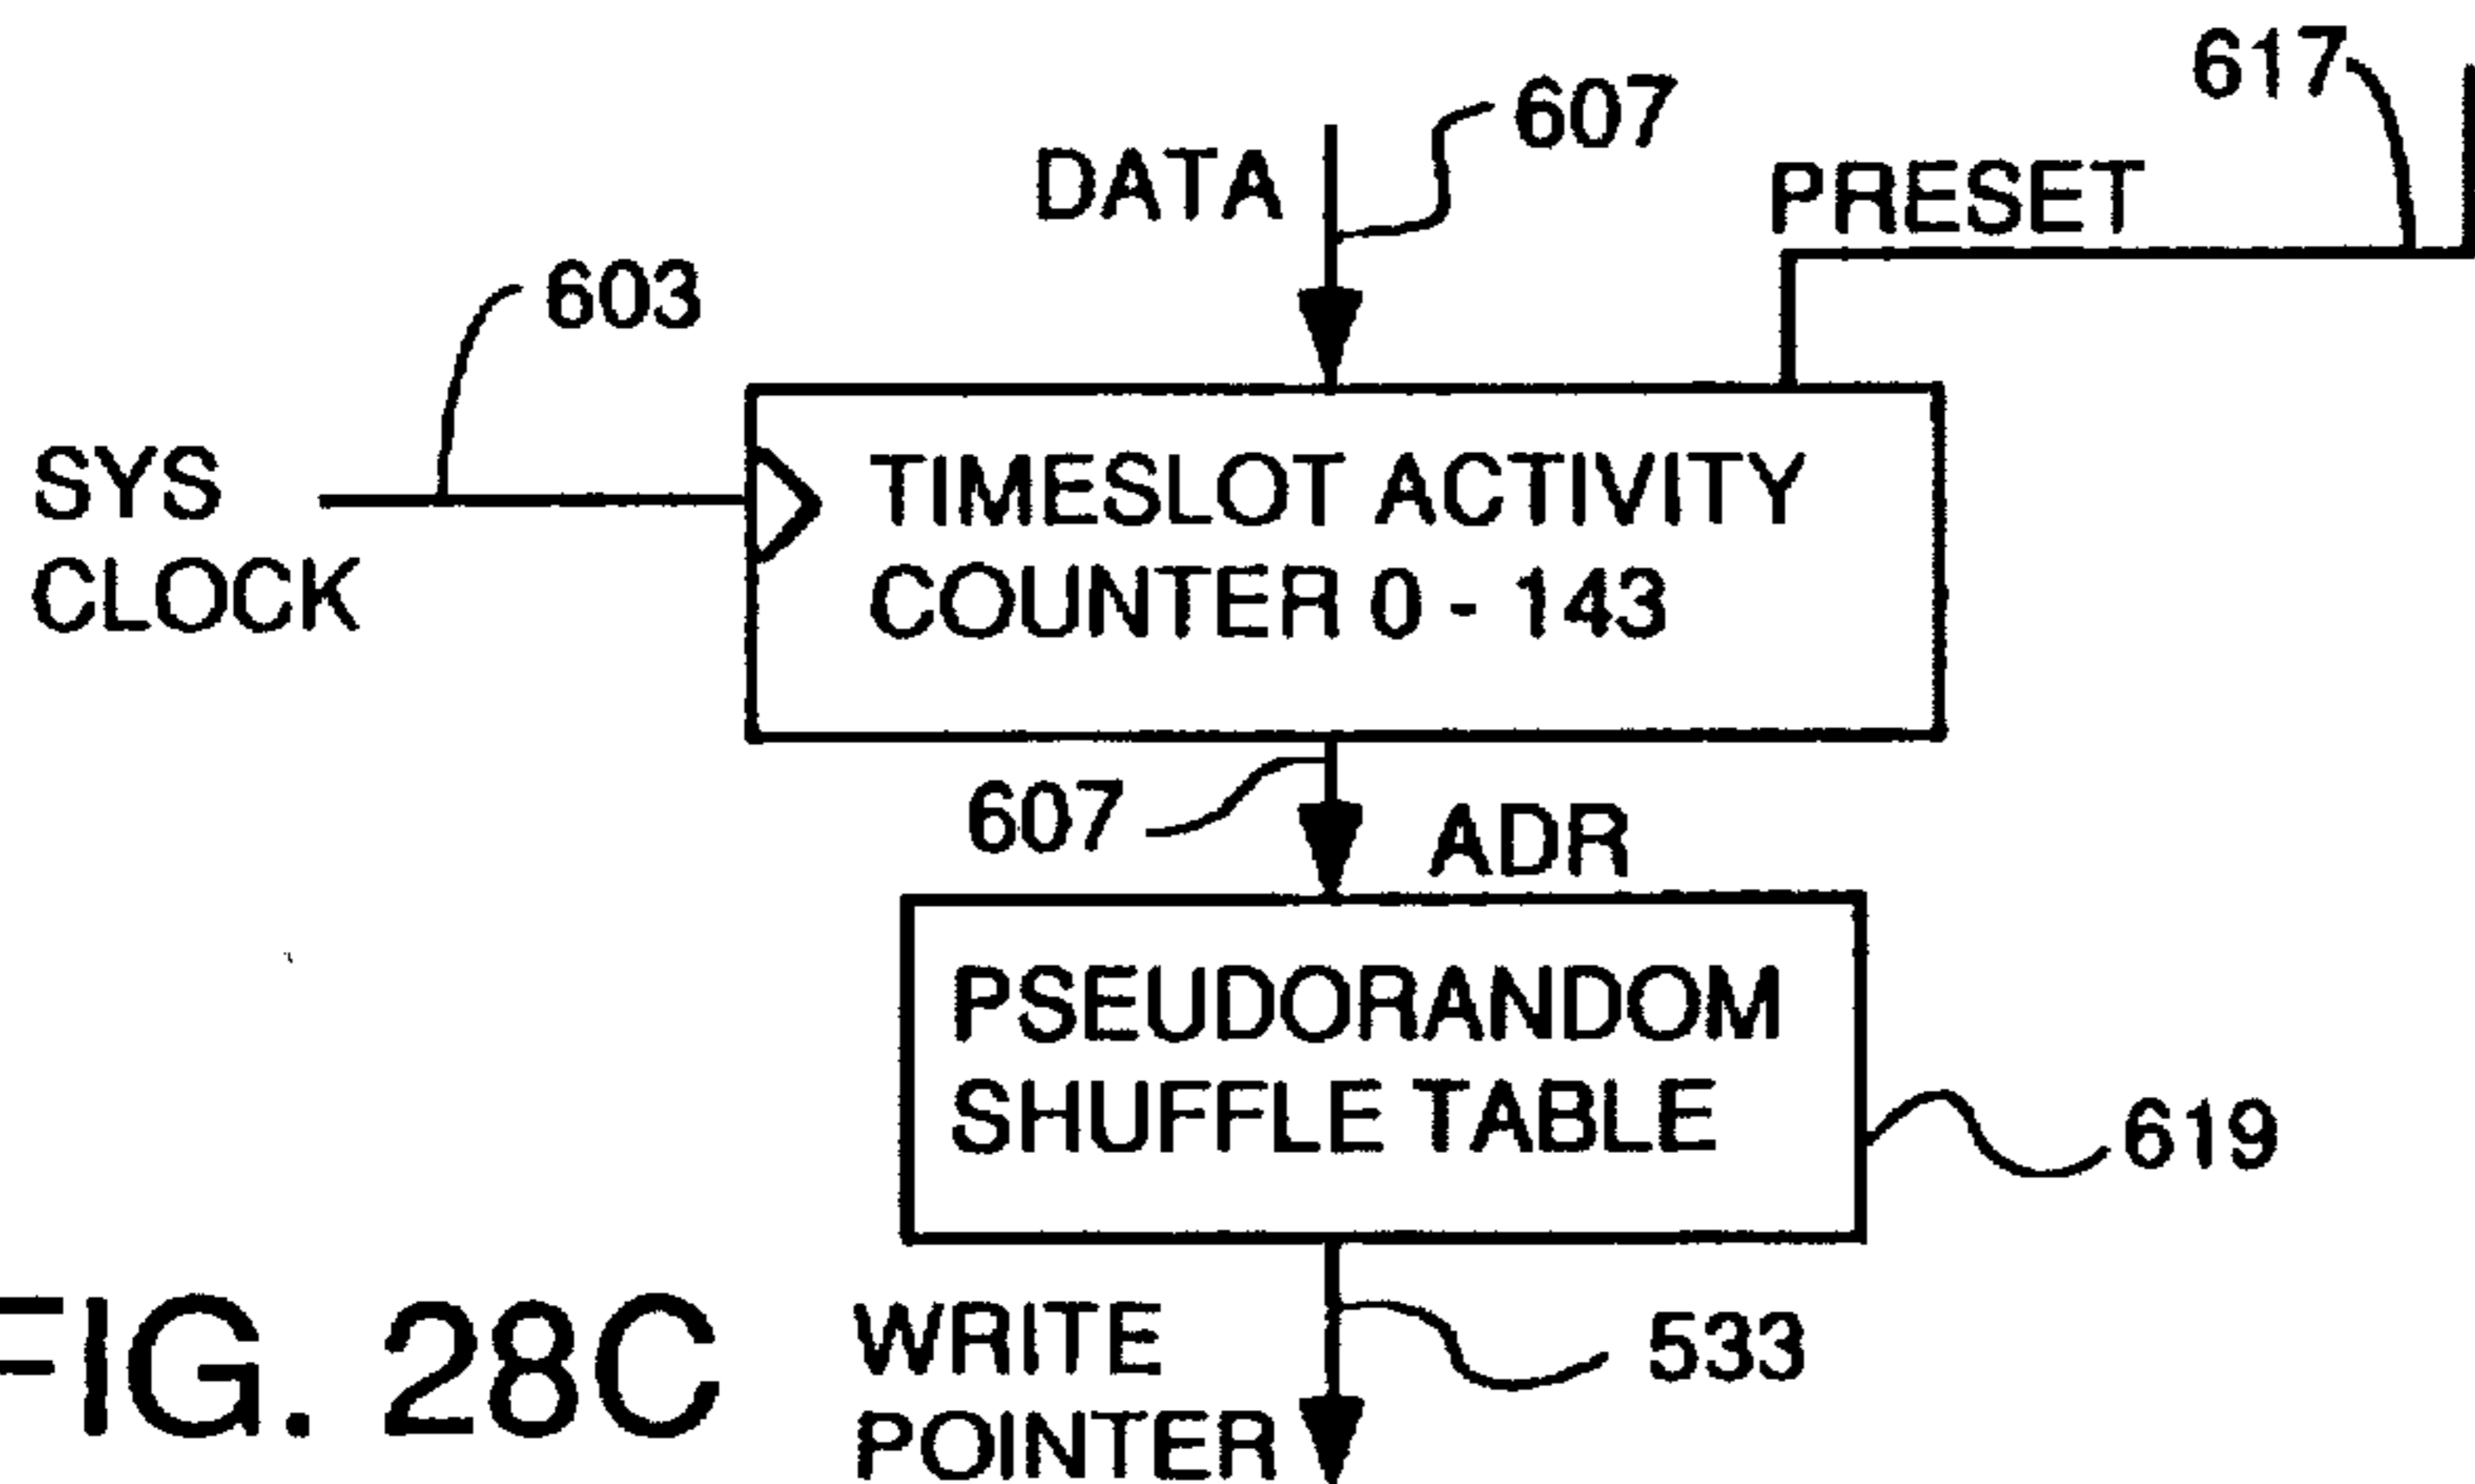 617
607
DATA
PRESET
603
SYS
CLOCK
TIMESLOT ACTIVITY
COUNTER 0 - 143
607
ADR
PSEUDORANDOM
SHUFFLE TABLE
619
FIG. 28C
WRITE
POINTER
533